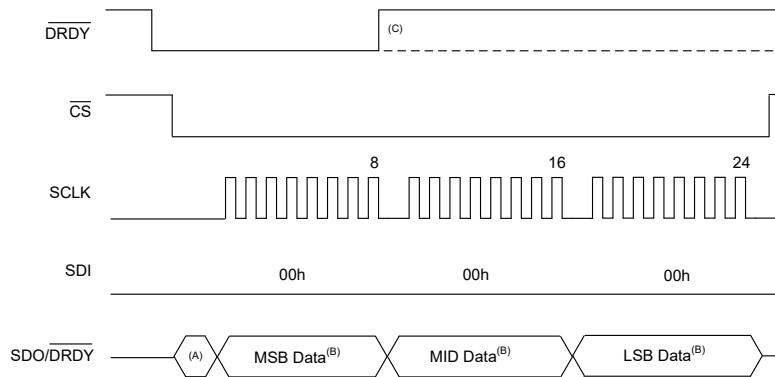 DRDY
(C)
CS
8 16 24
SCLK
SDI
00h 00h 00h
SDO/DRDY
(A) MSB Data(B) MID Data(B) LSB Data(B)